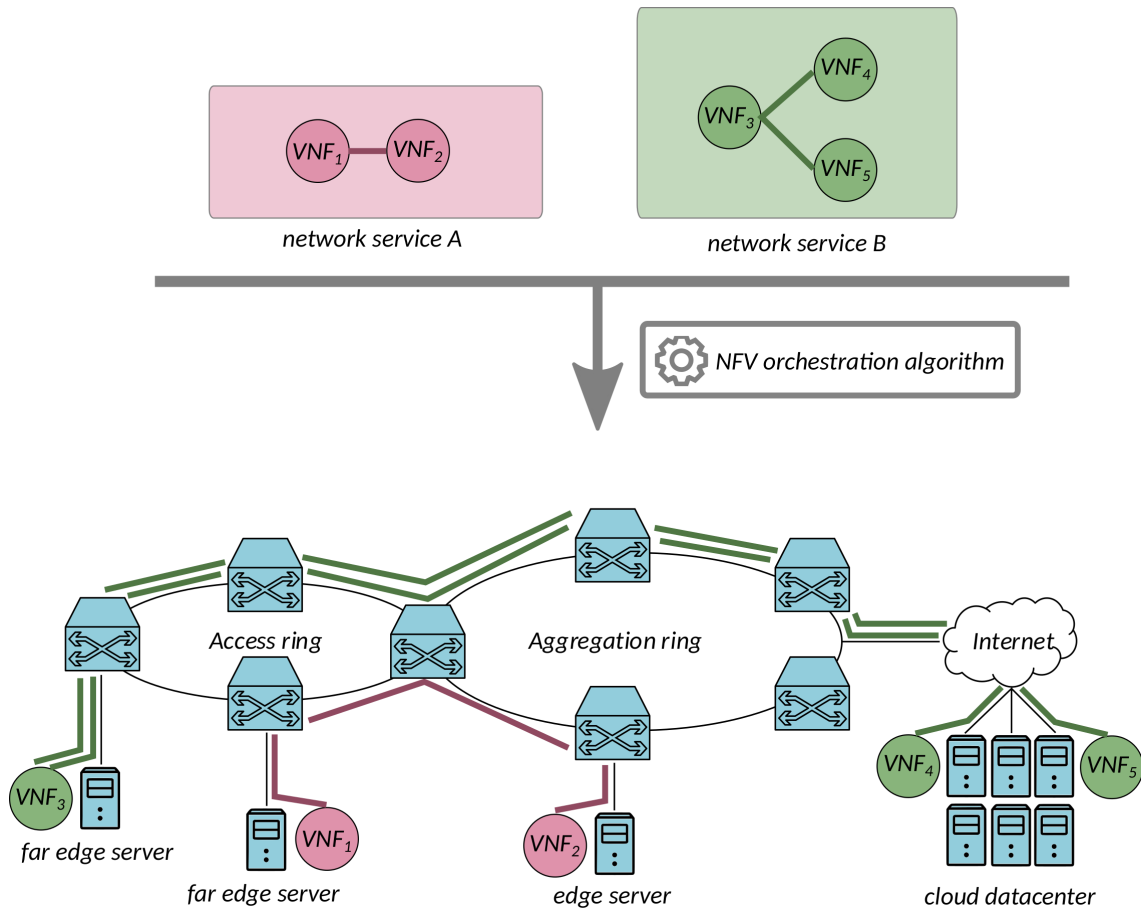 VNF₄
VNF₃
VNF₁ VNF₂
VNF₅
network service A
network service B
NFV orchestration algorithm
Access ring
Aggregation ring
Internet
VNF₄
VNF₅
VNF₃
VNF₁
VNF₂
far edge server
far edge server
edge server
cloud datacenter